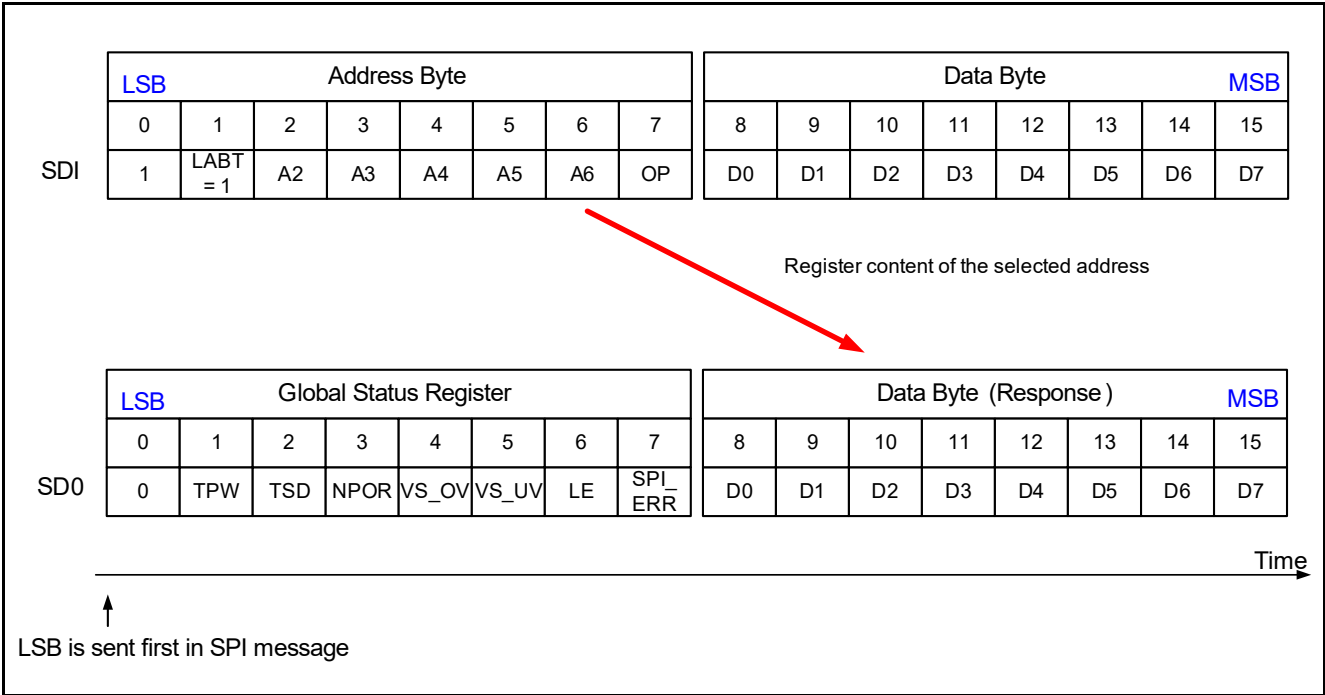 LSB Address Byte Data Byte MSB
0 1 2 3 4 5 6 7 8 9 10 11 12 13 14 15
SDI 1 LABT = 1 A2 A3 A4 A5 A6 OP D0 D1 D2 D3 D4 D5 D6 D7
Register content of the selected address
LSB Global Status Register Data Byte (Response) MSB
0 1 2 3 4 5 6 7 8 9 10 11 12 13 14 15
SD0 0 TPW TSD NPOR VS_OV VS_UV LE SPI_ERR D0 D1 D2 D3 D4 D5 D6 D7
Time
LSB is sent first in SPI message